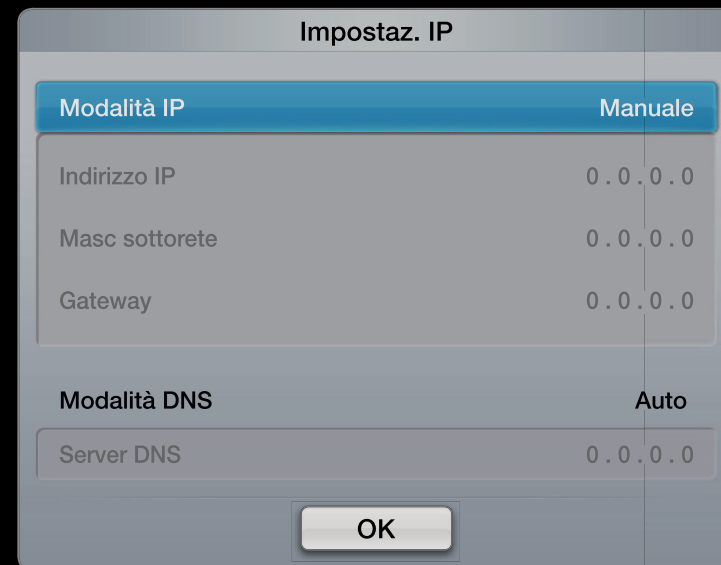 Impostaz. IP
Modalità IP Manuale
Indirizzo IP 0.0.0.0
Masc sottorete 0.0.0.0
Gateway 0.0.0.0
Modalità DNS Auto
Server DNS 0.0.0.0
OK